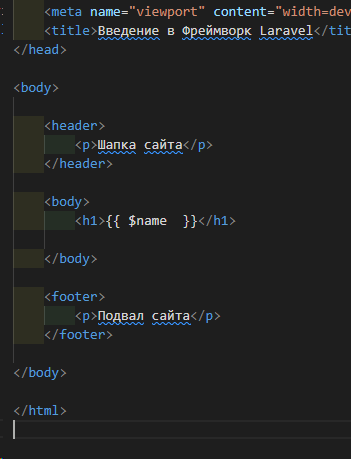 <meta name="viewport" content="width=dev
<title>Введение в Фреймворк Laravel</tit
</head>
<body>
<header>
<p>Шапка сайта</p>
</header>
<body>
<h1>{{ $name  }}</h1>
</body>
<footer>
<p>Подвал сайта</p>
</footer>
</body>
</html>